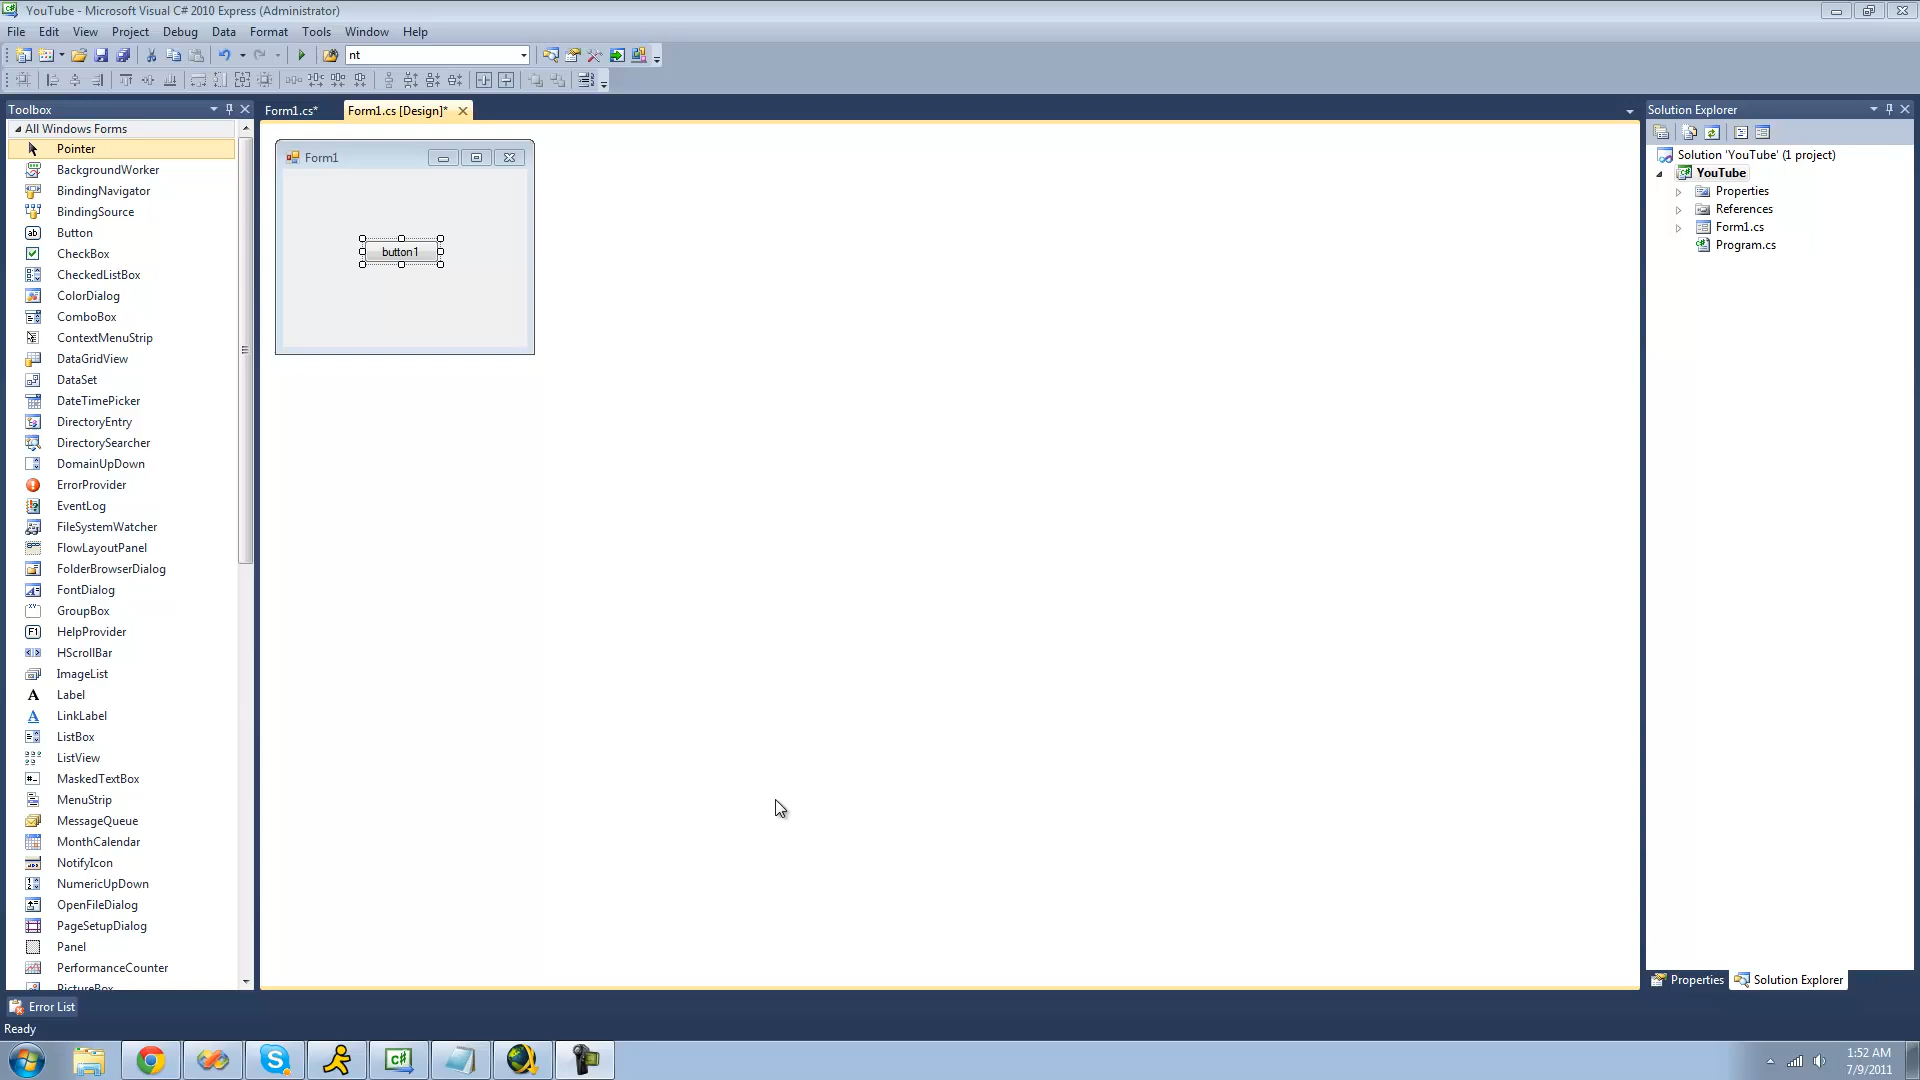 YouTube - Microsoft Visual C# 2010 Express (Administrator)
File Edit View Project Debug Data Format Tools Window Help
nt
Toolbox
Form1.cs*
Form1.cs [Design]*
Solution Explorer
All Windows Forms
Pointer
BackgroundWorker
BindingNavigator
BindingSource
Button
CheckBox
CheckedListBox
ColorDialog
ComboBox
ContextMenuStrip
DataGridView
DataSet
DateTimePicker
DirectoryEntry
DirectorySearcher
DomainUpDown
ErrorProvider
EventLog
FileSystemWatcher
FlowLayoutPanel
FolderBrowserDialog
FontDialog
GroupBox
HelpProvider
HScrollBar
ImageList
Label
LinkLabel
ListBox
ListView
MaskedTextBox
MenuStrip
MessageQueue
MonthCalendar
NotifyIcon
NumericUpDown
OpenFileDialog
PageSetupDialog
Panel
PerformanceCounter
PictureBox
Form1
button1
Solution 'YouTube' (1 project)
YouTube
Properties
References
Form1.cs
Program.cs
Properties
Solution Explorer
Error List
Ready
1:52 AM
7/9/2011